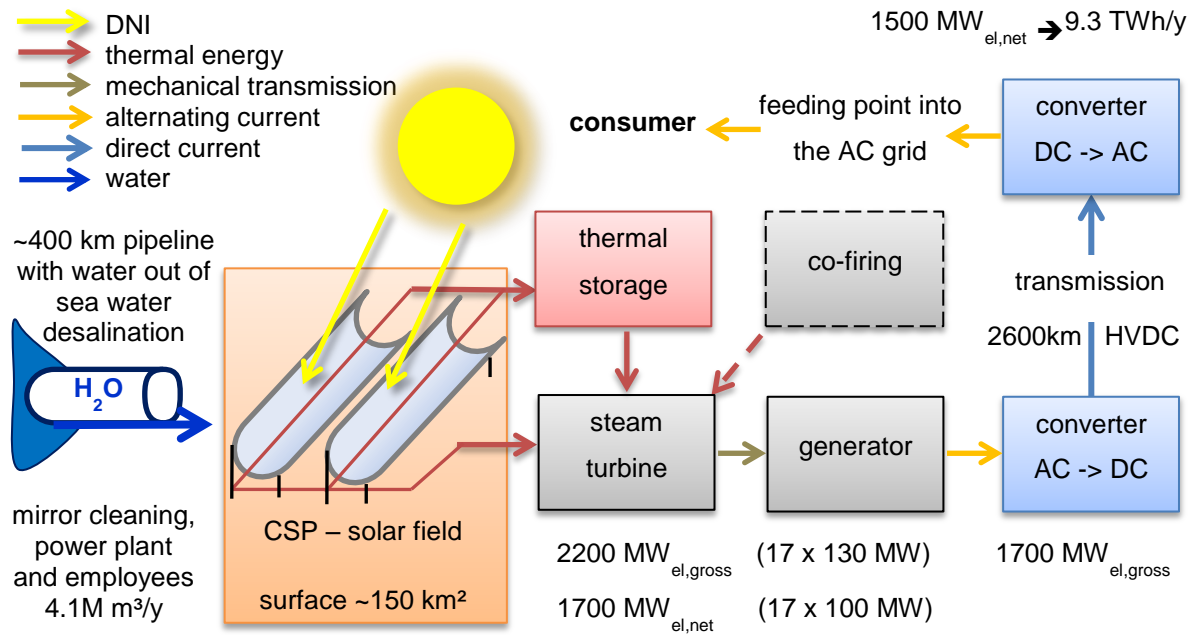 DNI
thermal energy
mechanical transmission
alternating current
direct current
water
1500 MWel,net ➔ 9.3 TWh/y
consumer
feeding point into
the AC grid
converter
DC -> AC
~400 km pipeline
with water out of
sea water
desalination
H2O
mirror cleaning,
power plant
and employees
4.1M m³/y
CSP – solar field
surface ~150 km²
thermal
storage
co-firing
transmission
2600km HVDC
steam
turbine
generator
converter
AC -> DC
2200 MWel,gross (17 x 130 MW)
1700 MWel,net (17 x 100 MW)
1700 MWel,gross